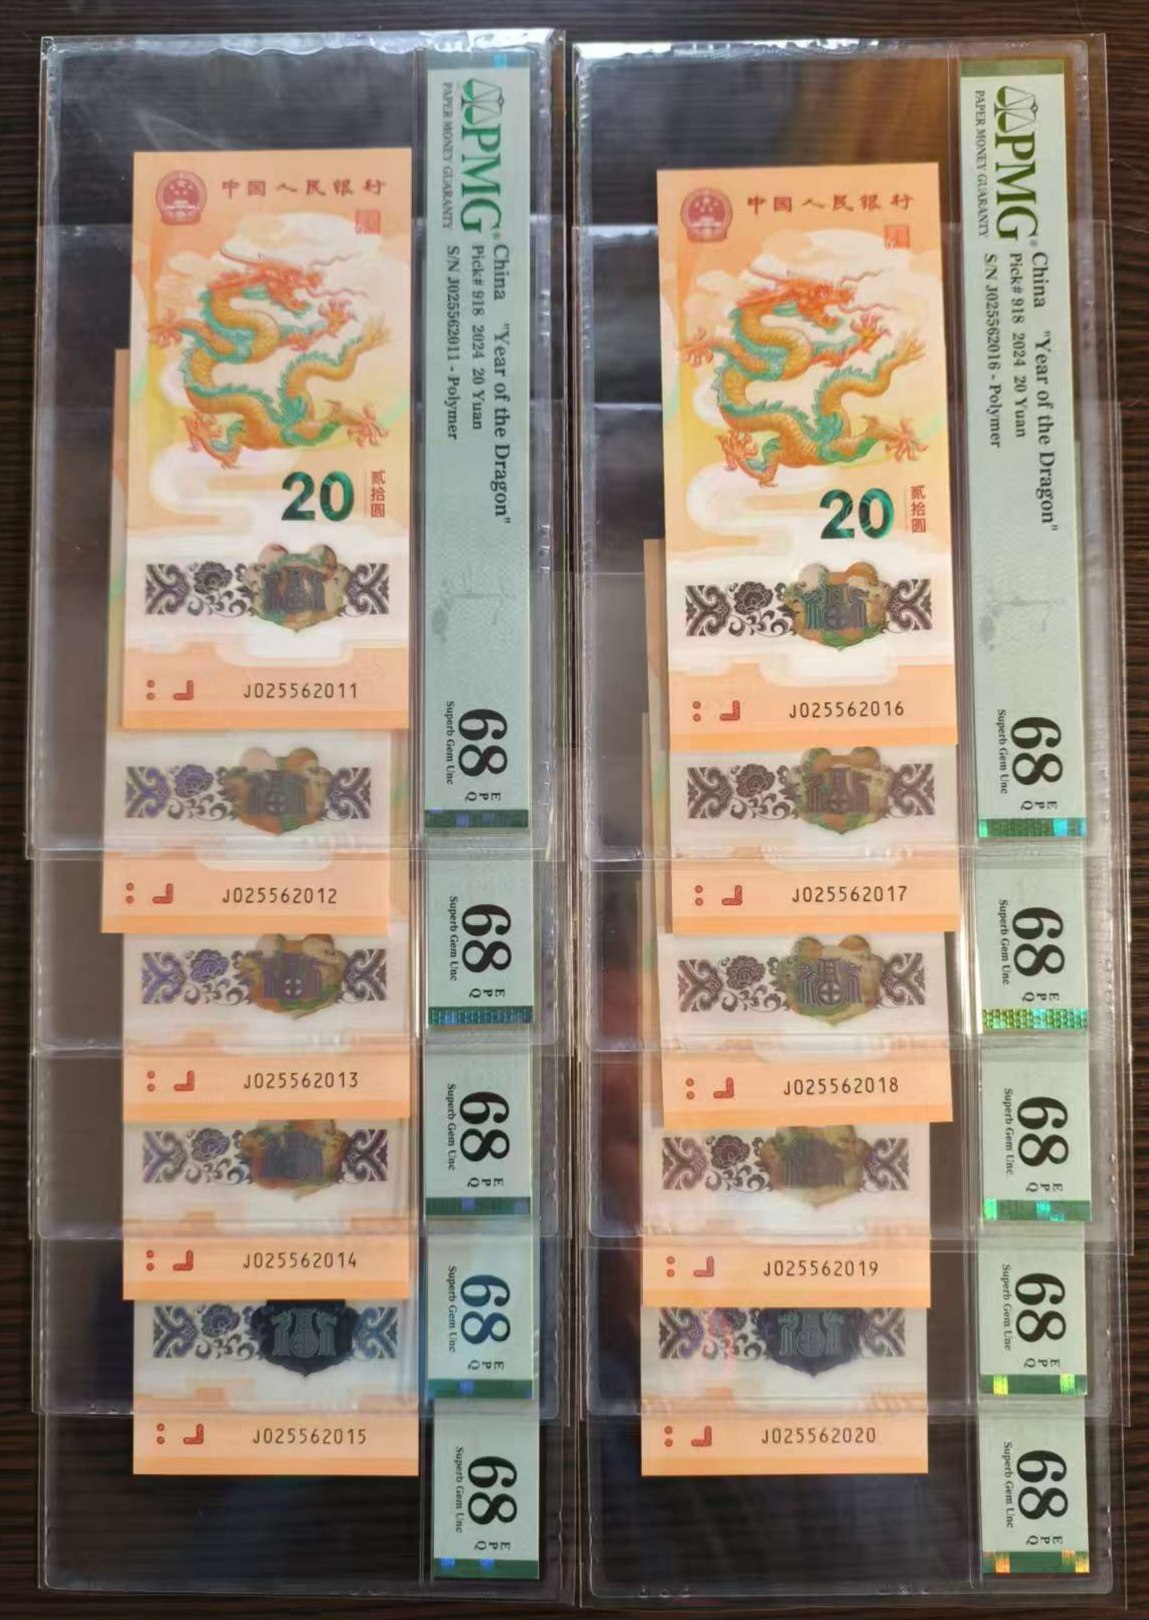 中国人民银行
20
贰拾圆
J025562011
PMG
PAPER MONEY GUARANTY
China "Year of the Dragon"
Pick# 918 2024 20 Yuan
S/N J025562011 - Polymer
68 EPQ
Superb Gem Unc
J025562012
68 EPQ
Superb Gem Unc
J025562013
68 EPQ
Superb Gem Unc
J025562014
68 EPQ
Superb Gem Unc
J025562015
68 EPQ
Superb Gem Unc
中国人民银行
20
贰拾圆
J025562016
PMG
PAPER MONEY GUARANTY
China "Year of the Dragon"
Pick# 918 2024 20 Yuan
S/N J025562016 - Polymer
68 EPQ
Superb Gem Unc
J025562017
68 EPQ
Superb Gem Unc
J025562018
68 EPQ
Superb Gem Unc
J025562019
68 EPQ
Superb Gem Unc
J025562020
68 EPQ
Superb Gem Unc